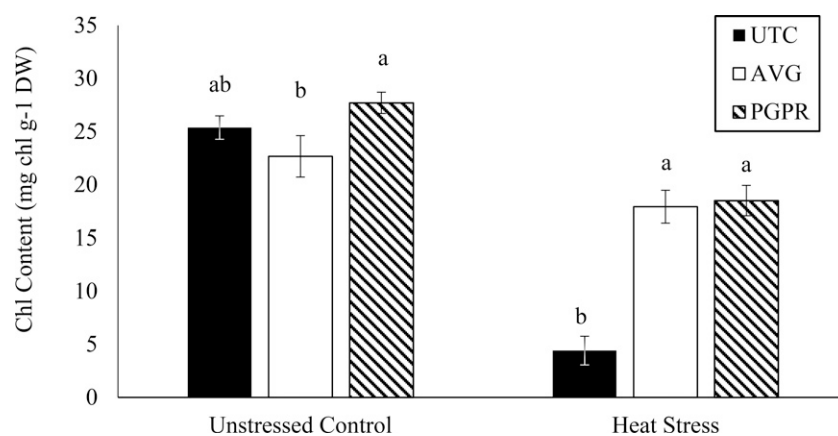 Chl Content (mg chl g-1 DW)
35
30
25
20
15
10
5
0
ab
b
a
b
a
a
UTC
AVG
PGPR
Unstressed Control
Heat Stress